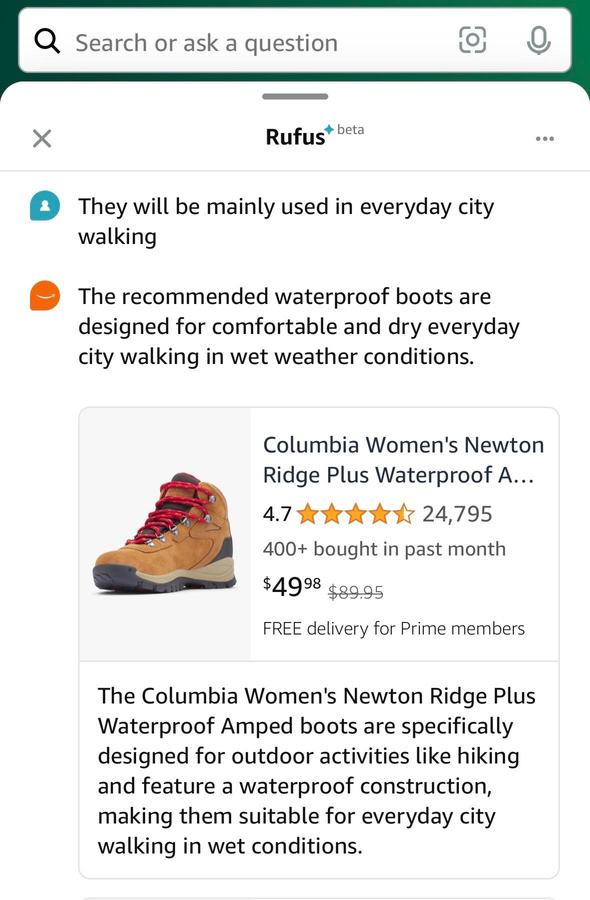 Search or ask a question
Rufus beta
They will be mainly used in everyday city
walking
The recommended waterproof boots are
designed for comfortable and dry everyday
city walking in wet weather conditions.
Columbia Women's Newton
Ridge Plus Waterproof A...
4.7 24,795
400+ bought in past month
$4998 $89.95
FREE delivery for Prime members
The Columbia Women's Newton Ridge Plus
Waterproof Amped boots are specifically
designed for outdoor activities like hiking
and feature a waterproof construction,
making them suitable for everyday city
walking in wet conditions.